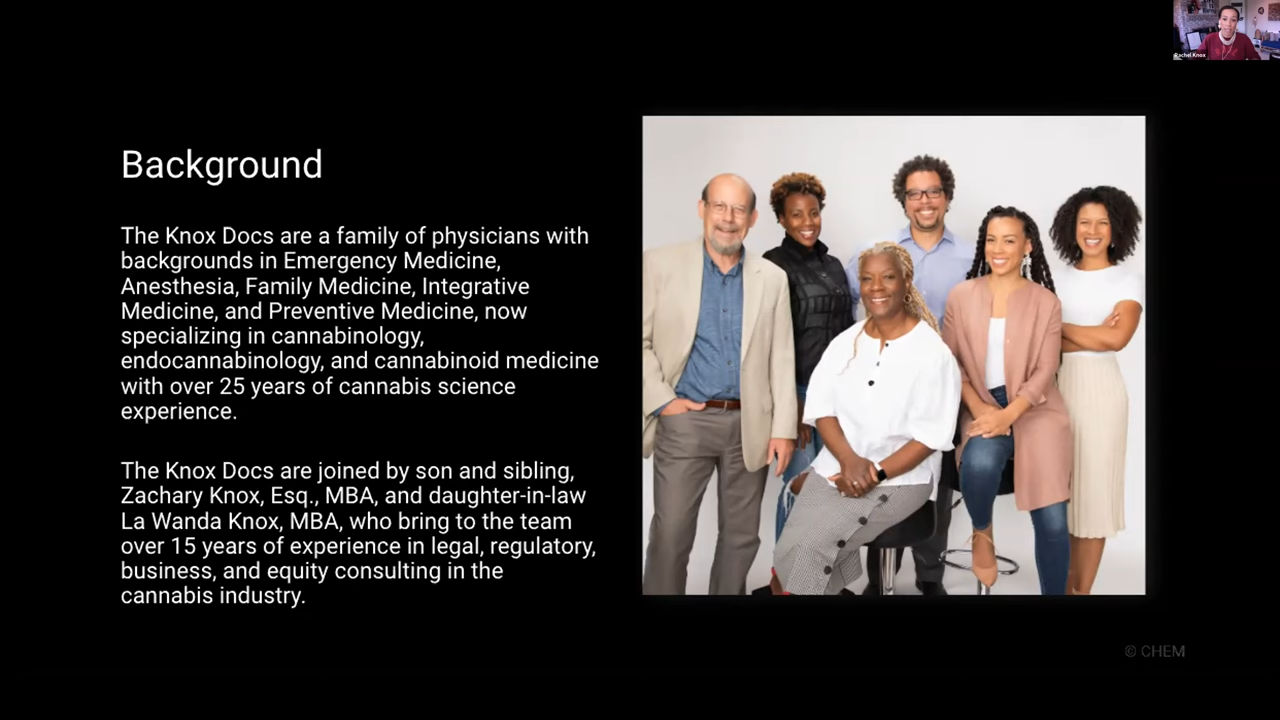 Rachel Knox
Background
The Knox Docs are a family of physicians with
backgrounds in Emergency Medicine,
Anesthesia, Family Medicine, Integrative
Medicine, and Preventive Medicine, now
specializing in cannabinology,
endocannabinology, and cannabinoid medicine
with over 25 years of cannabis science
experience.
The Knox Docs are joined by son and sibling,
Zachary Knox, Esq., MBA, and daughter-in-law
La Wanda Knox, MBA, who bring to the team
over 15 years of experience in legal, regulatory,
business, and equity consulting in the
cannabis industry.
© CHEM